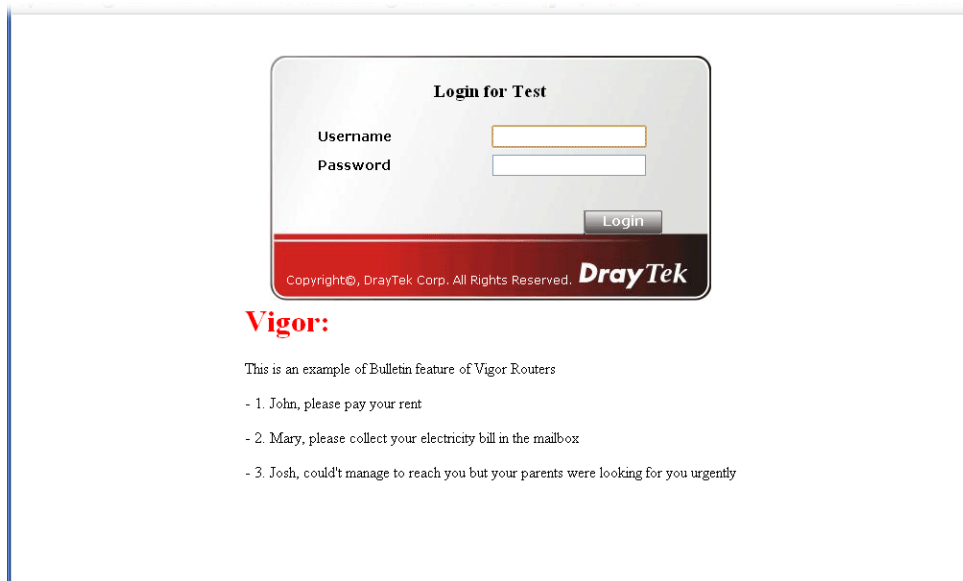 Login for Test
Username
Password
Login
Copyright©, DrayTek Corp. All Rights Reserved. DrayTek
Vigor:
This is an example of Bulletin feature of Vigor Routers
- 1. John, please pay your rent
- 2. Mary, please collect your electricity bill in the mailbox
- 3. Josh, could't manage to reach you but your parents were looking for you urgently